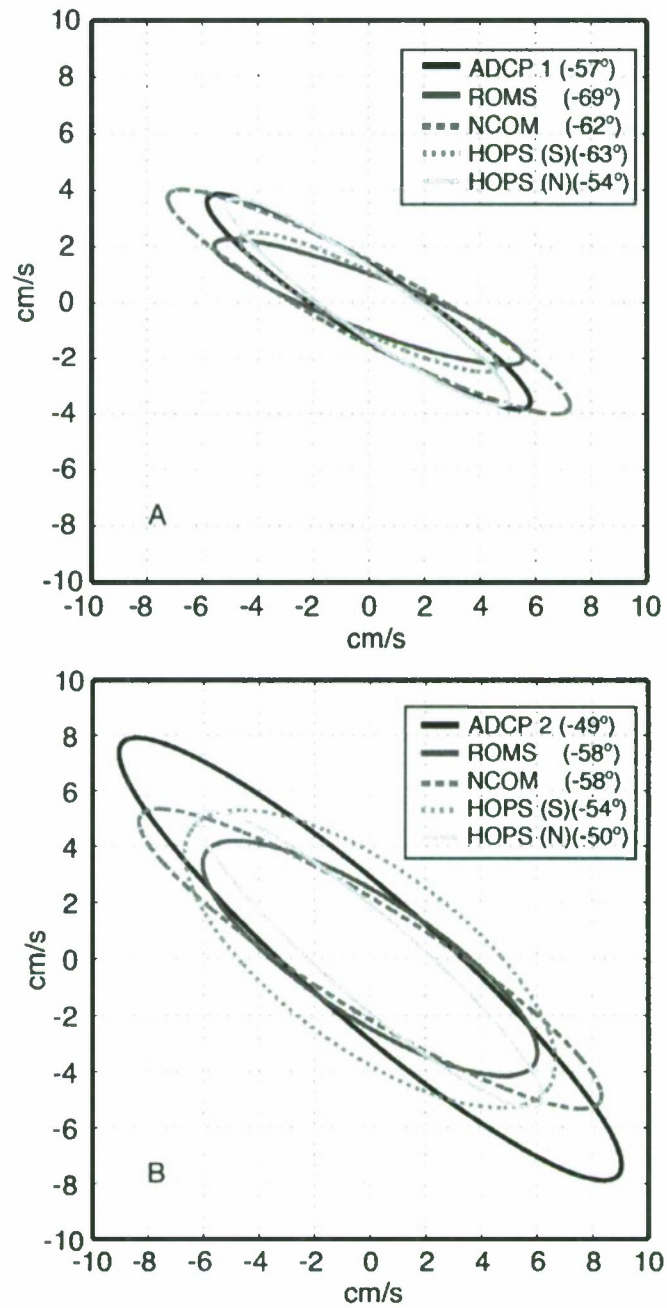 10
8
6
4
2
0
-2
-4
-6
-8
-10
cm/s
ADCP 1 (-57°)
ROMS (-69°)
NCOM (-62°)
HOPS (S)(-63°)
HOPS (N)(-54°)
A
-10 -8 -6 -4 -2 0 2 4 6 8 10
cm/s
10
8
6
4
2
0
-2
-4
-6
-8
-10
cm/s
ADCP 2 (-49°)
ROMS (-58°)
NCOM (-58°)
HOPS (S)(-54°)
HOPS (N)(-50°)
B
-10 -8 -6 -4 -2 0 2 4 6 8 10
cm/s